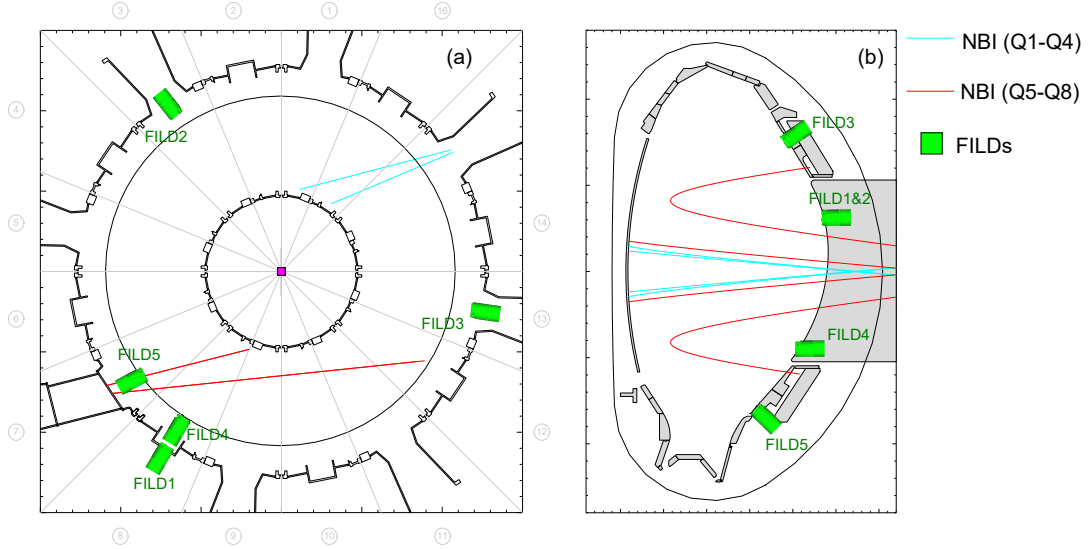 3
2
1
16
(a)
(b)
NBI (Q1-Q4)
NBI (Q5-Q8)
FILDs
4
FILD2
FILD3
FILD1&2
5
14
6
13
FILD3
FILD4
FILD5
7
FILD4
12
FILD1
FILD5
8
9
10
11